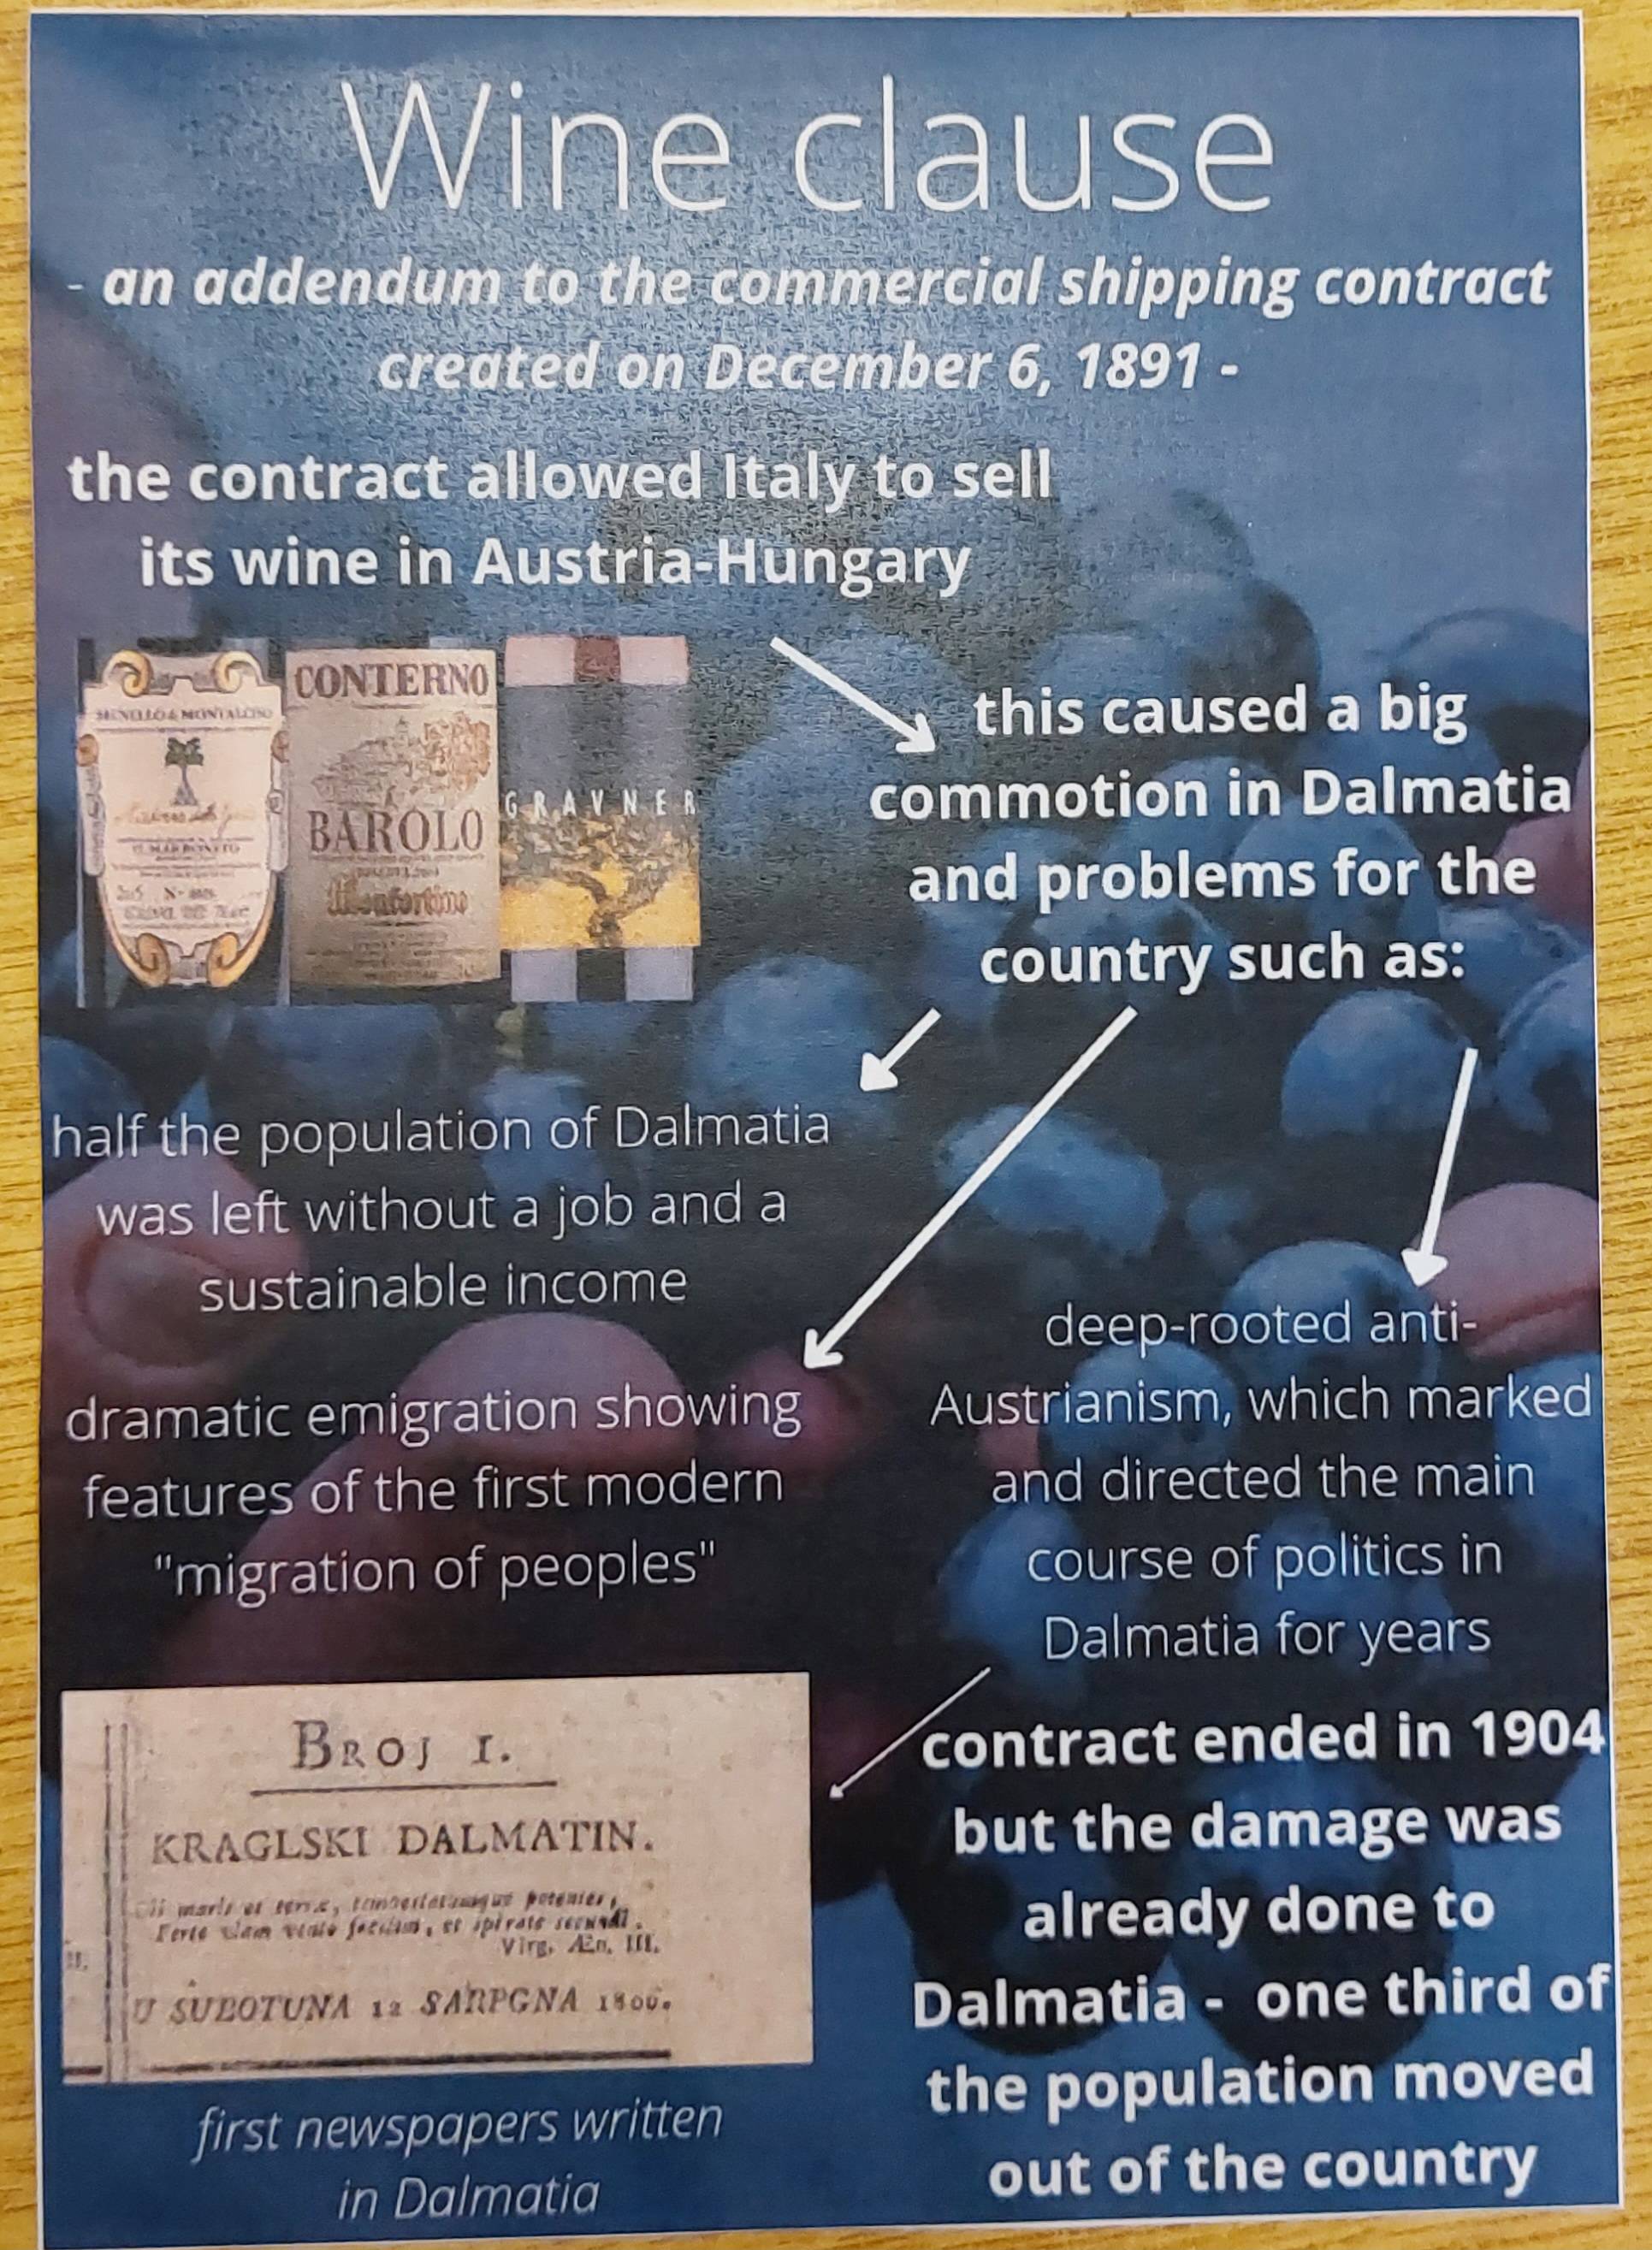 Wine clause
- an addendum to the commercial shipping contract
created on December 6, 1891 -
the contract allowed Italy to sell
its wine in Austria-Hungary
CONTERNO
BAROLO
Monfortino
GRAVNER
this caused a big
commotion in Dalmatia
and problems for the
country such as:
half the population of Dalmatia
was left without a job and a
sustainable income
dramatic emigration showing
features of the first modern
"migration of peoples"
deep-rooted anti-
Austrianism, which marked
and directed the main
course of politics in
Dalmatia for years
BROJ 1.
KRAGLSKI DALMATIN.
Virg. Æn. III.
U SUBOTUNA 12 SARPGNA 1806.
first newspapers written
in Dalmatia
contract ended in 1904
but the damage was
already done to
Dalmatia - one third of
the population moved
out of the country